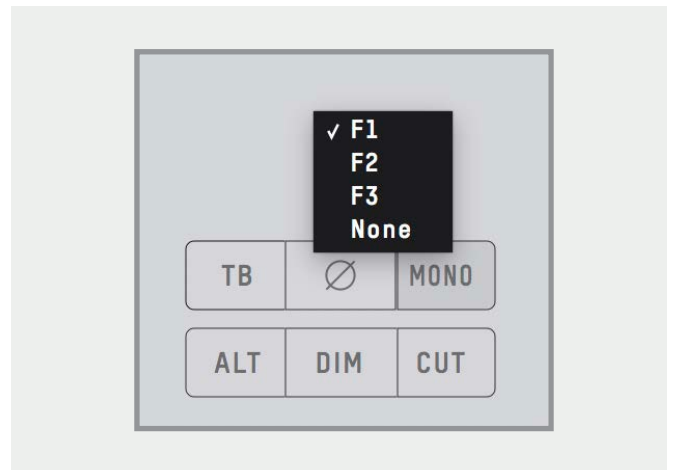 ✓ F1
F2
F3
None
TB Ø MONO
ALT DIM CUT